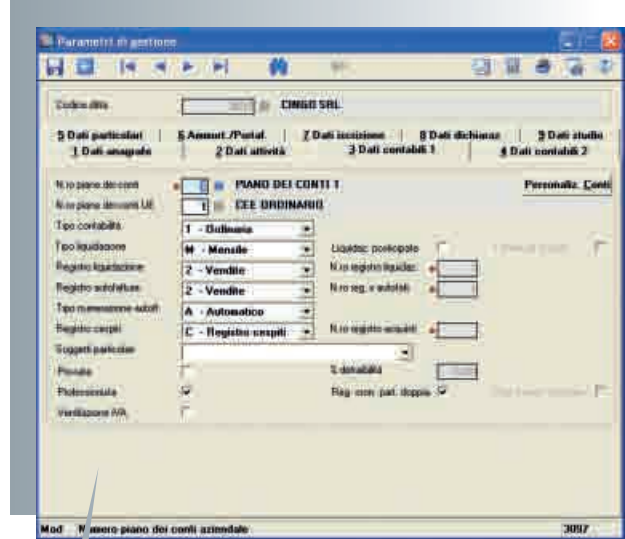 Parametri di gestione
Codice ditta CINGO SRL
5 Dati particolari 6 Ammort./Portaf. 7 Dati iscrizione 8 Dati dichiaraz 9 Dati studio
1 Dati anagrafe 2 Dati attività 3 Dati contabili 1 4 Dati contabili 2
N.ro piano dei conti PIANO DEI CONTI 1 Personaliz. Conti
N.ro piano dei conti UE 1 CEE ORDINARIO
Tipo contabilità 1 - Ordinaria
Tipo liquidazione M - Mensile Liquidaz. posticipata
Registro liquidazione 2 - Vendite N.ro registro liquidaz.
Registro autofatture 2 - Vendite N.ro reg. x autofatt.
Tipo numerazione autoft A - Automatico
Registro cespiti C - Registro cespiti N.ro registro acquisti
Soggetti particolari
% detraibilità
Professionista Reg. con part. doppia
Ventilazione IVA
Mod Numero piano dei conti aziendale 3097